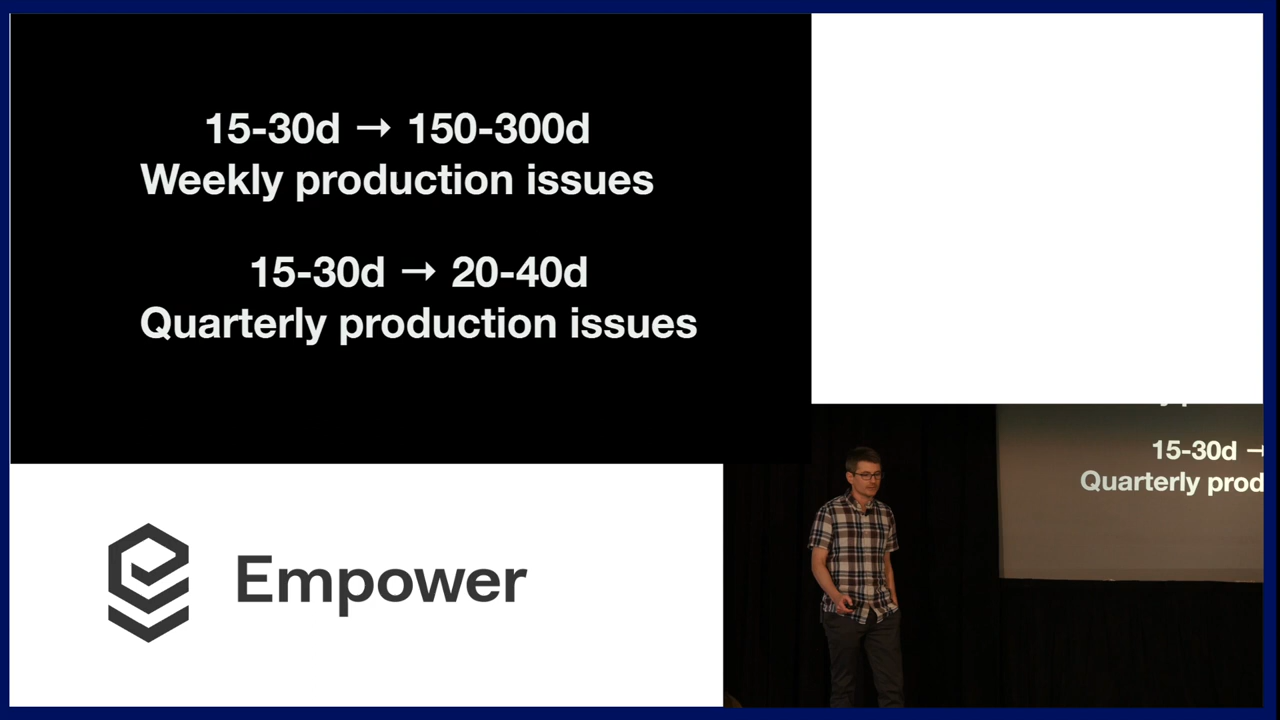 15-30d → 150-300d
Weekly production issues
15-30d → 20-40d
Quarterly production issues
15-30d →
Quarterly prod
Empower